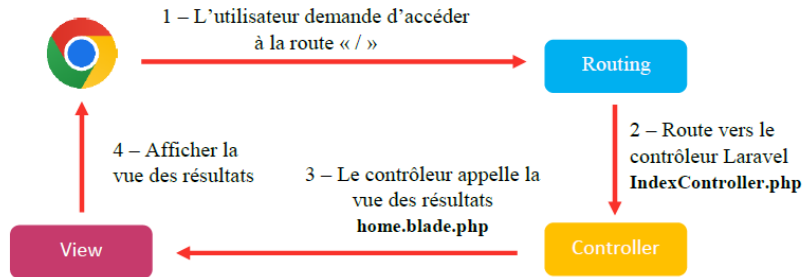 1 – L’utilisateur demande d’accéder
à la route « / »
Routing
2 – Route vers le
contrôleur Laravel
IndexController.php
4 – Afficher la
vue des résultats
3 – Le contrôleur appelle la
vue des résultats
home.blade.php
View
Controller